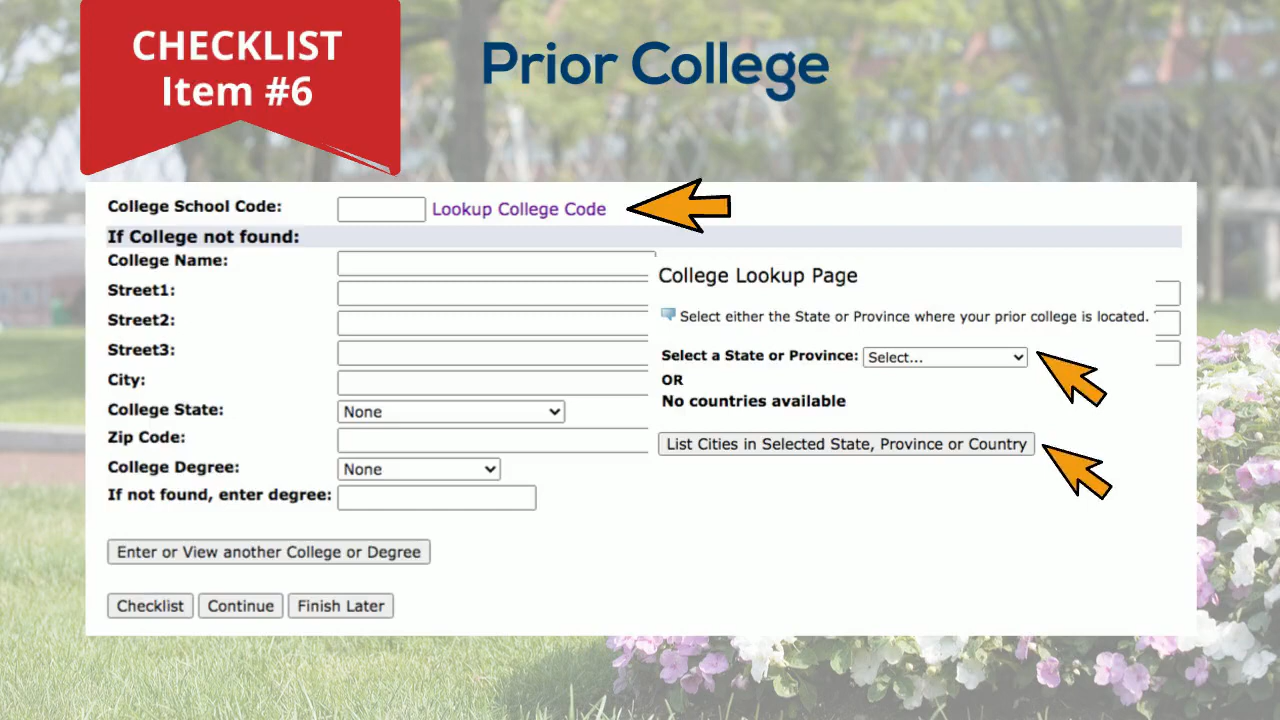 CHECKLIST
Item #6
Prior College
College School Code: Lookup College Code
If College not found:
College Name:
Street1:
Street2:
Street3:
City:
College State: None
Zip Code:
College Degree: None
If not found, enter degree:
College Lookup Page
Select either the State or Province where your prior college is located.
Select a State or Province: Select...
OR
No countries available
List Cities in Selected State, Province or Country
Enter or View another College or Degree
Checklist Continue Finish Later